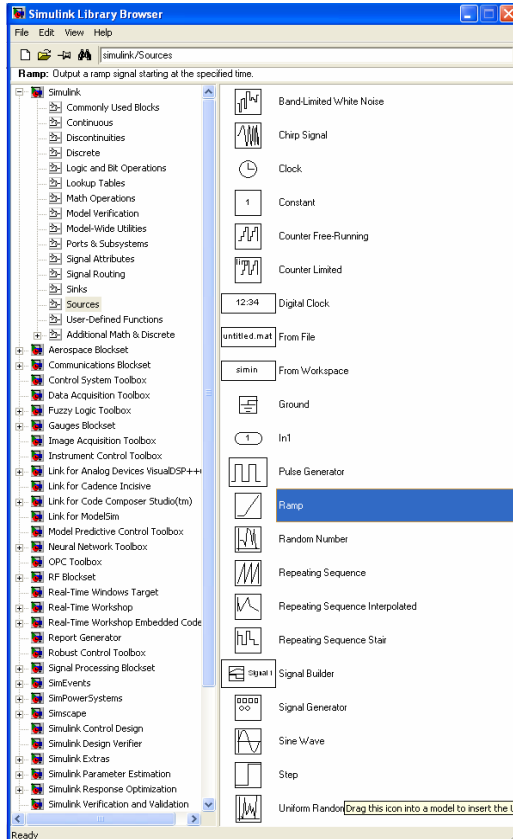 Simulink Library Browser
File Edit View Help
simulink/Sources
Ramp: Output a ramp signal starting at the specified time.
Simulink
Commonly Used Blocks
Continuous
Discontinuities
Discrete
Logic and Bit Operations
Lookup Tables
Math Operations
Model Verification
Model-Wide Utilities
Ports & Subsystems
Signal Attributes
Signal Routing
Sinks
Sources
User-Defined Functions
Additional Math & Discrete
Aerospace Blockset
Communications Blockset
Control System Toolbox
Data Acquisition Toolbox
Fuzzy Logic Toolbox
Gauges Blockset
Image Acquisition Toolbox
Instrument Control Toolbox
Link for Analog Devices VisualDSP++(
Link for Cadence Incisive
Link for Code Composer Studio(tm)
Link for ModelSim
Model Predictive Control Toolbox
Neural Network Toolbox
OPC Toolbox
RF Blockset
Real-Time Windows Target
Real-Time Workshop
Real-Time Workshop Embedded Code
Report Generator
Robust Control Toolbox
Signal Processing Blockset
SimEvents
SimPowerSystems
Simscape
Simulink Control Design
Simulink Design Verifier
Simulink Extras
Simulink Parameter Estimation
Simulink Response Optimization
Simulink Verification and Validation
Band-Limited White Noise
Chirp Signal
Clock
1 Constant
Counter Free-Running
lim Counter Limited
12:34 Digital Clock
untitled.mat From File
simin From Workspace
Ground
1 In1
Pulse Generator
Ramp
Random Number
Repeating Sequence
Repeating Sequence Interpolated
Repeating Sequence Stair
Signal 1 Signal Builder
Signal Generator
Sine Wave
Step
Uniform Random Drag this icon into a model to insert the
Ready